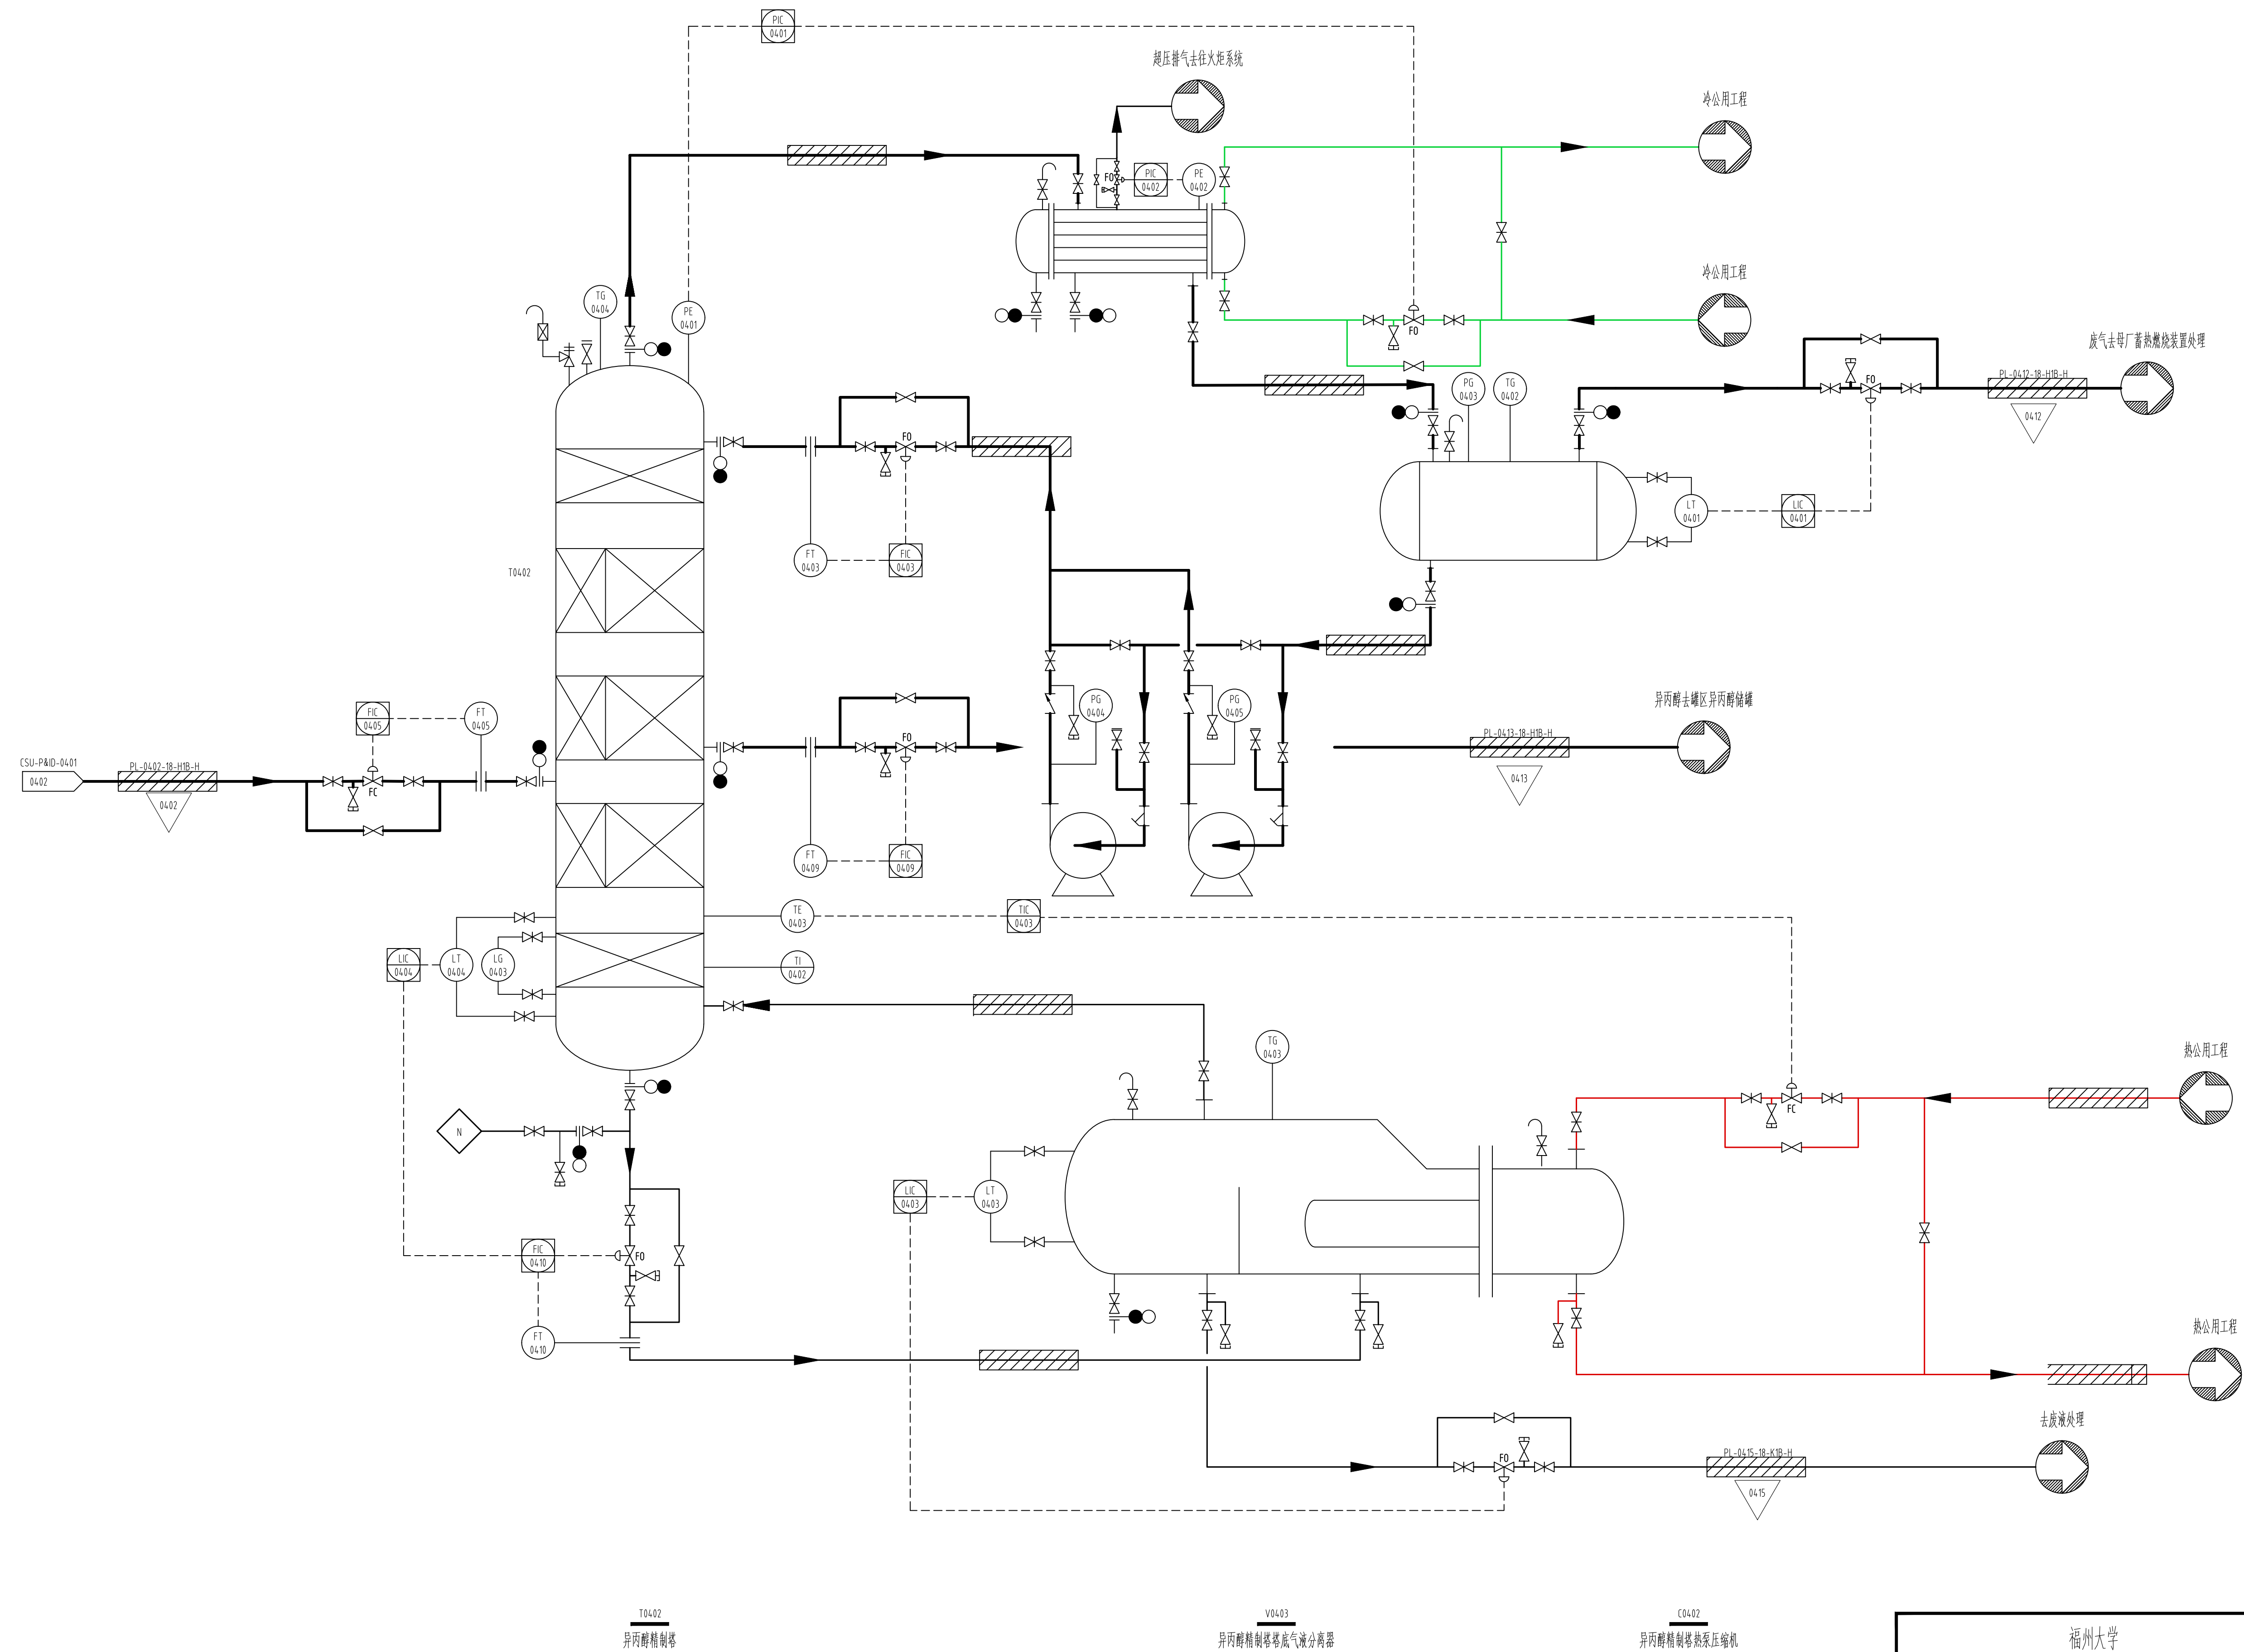 PIC
0401
超压排气去往火炬系统
冷公用工程
FO
PIC
0402
PE
0402
冷公用工程
TG
0404
PE
0401
FO
废气去母厂蓄热燃烧装置处理
PL-0412-18-H1B-H
0412
PG
0403
TG
0402
FO
FO
LT
0401
LIC
0401
FT
0403
FIC
0403
T0402
异丙醇去罐区异丙醇储罐
PL-0413-18-H1B-H
0413
PG
0404
PG
0405
FIC
0405
FT
0405
FO
CSU-P&ID-0401
0402
PL-0402-18-H1B-H
0402
FC
FT
0409
FIC
0409
TE
0403
TIC
0403
LIC
0404
LT
0404
LG
0403
TI
0402
TG
0403
热公用工程
FC
N
LIC
0403
LT
0403
FIC
0410
FO
FT
0410
热公用工程
去废液处理
FO
PL-0415-18-K1B-H
0415
T0402
异丙醇精制塔
V0403
异丙醇精制塔塔底气液分离器
C0402
异丙醇精制塔热泵压缩机
福州大学